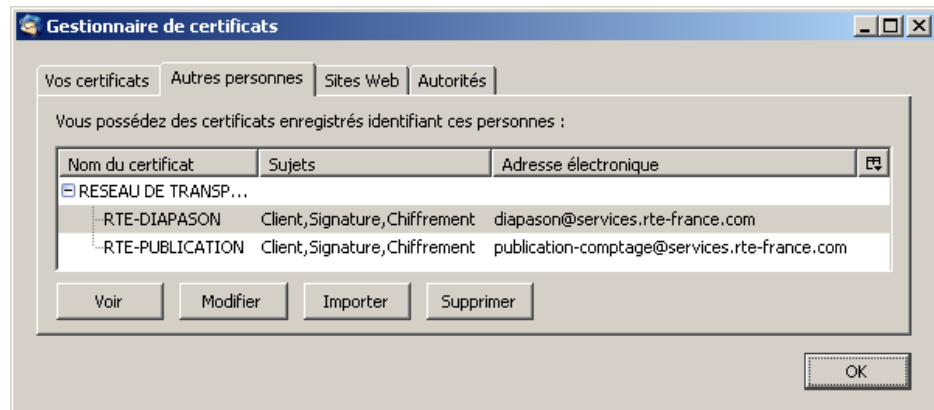 Gestionnaire de certificats
Vos certificats Autres personnes Sites Web Autorités
Vous possédez des certificats enregistrés identifiant ces personnes :
Nom du certificat Sujets Adresse électronique
RESEAU DE TRANSP...
RTE-DIAPASON Client,Signature,Chiffrement diapason@services.rte-france.com
RTE-PUBLICATION Client,Signature,Chiffrement publication-comptage@services.rte-france.com
Voir Modifier Importer Supprimer
OK